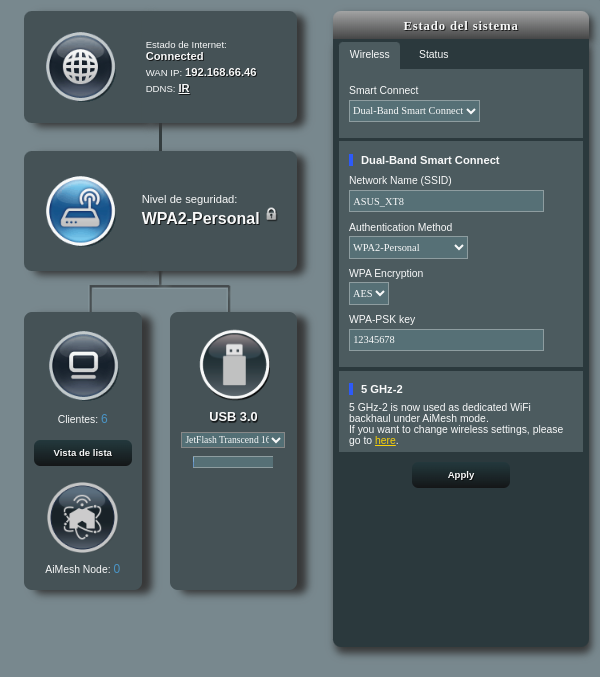 Estado de Internet:
Connected
WAN IP: 192.168.66.46
DDNS: IR
Nivel de seguridad:
WPA2-Personal
Clientes: 6
Vista de lista
AiMesh Node: 0
USB 3.0
JetFlash Transcend 16
Estado del sistema
Wireless Status
Smart Connect
Dual-Band Smart Connect
Dual-Band Smart Connect
Network Name (SSID)
ASUS_XT8
Authentication Method
WPA2-Personal
WPA Encryption
AES
WPA-PSK key
12345678
5 GHz-2
5 GHz-2 is now used as dedicated WiFi
backhaul under AiMesh mode.
If you want to change wireless settings, please
go to here.
Apply